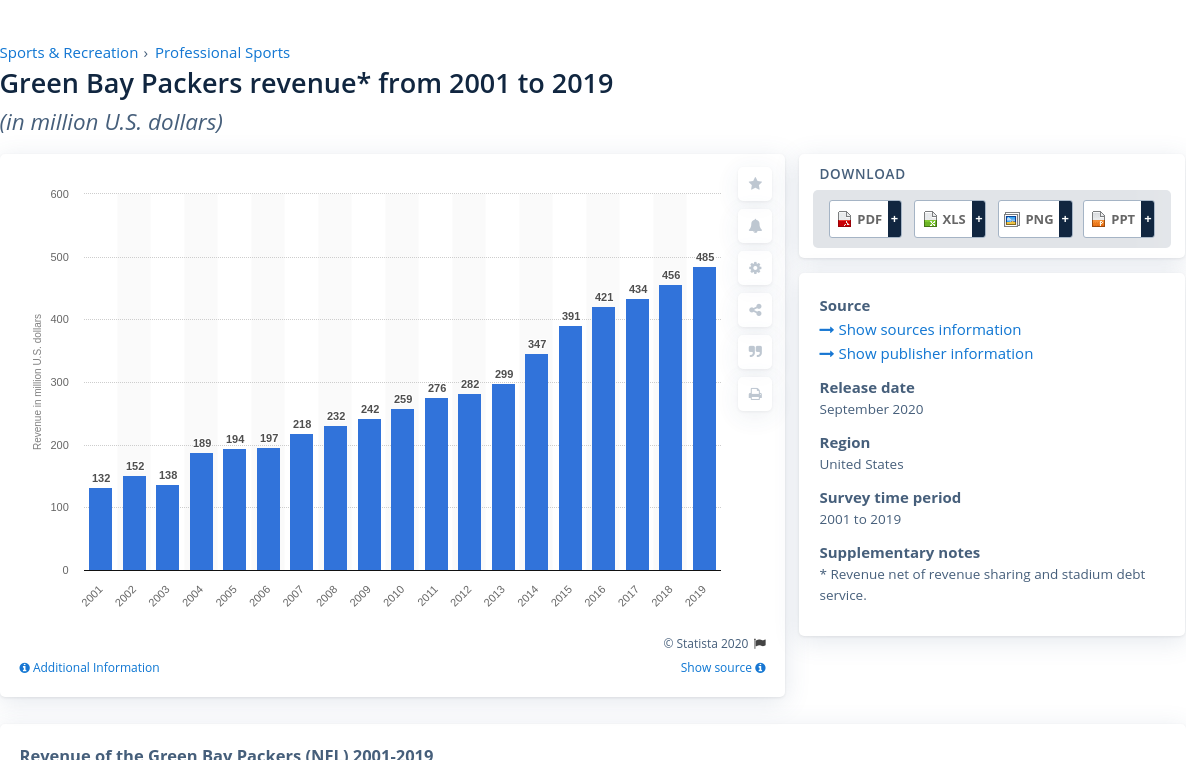 Sports & Recreation › Professional Sports
Green Bay Packers revenue* from 2001 to 2019
(in million U.S. dollars)
600
500
400
300
200
100
0
Revenue in million U.S. dollars
132
152
138
189
194
197
218
232
242
259
276
282
299
347
391
421
434
456
485
2001
2002
2003
2004
2005
2006
2007
2008
2009
2010
2011
2012
2013
2014
2015
2016
2017
2018
2019
© Statista 2020
Additional Information
Show source
DOWNLOAD
PDF + XLS + PNG + PPT +
Source
Show sources information
Show publisher information
Release date
September 2020
Region
United States
Survey time period
2001 to 2019
Supplementary notes
* Revenue net of revenue sharing and stadium debt
service.
Revenue of the Green Bay Packers (NFL) 2001-2019